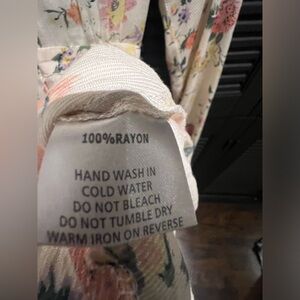 100%RAYON
HAND WASH IN
COLD WATER
DO NOT BLEACH
DO NOT TUMBLE DRY
WARM IRON ON REVERSE